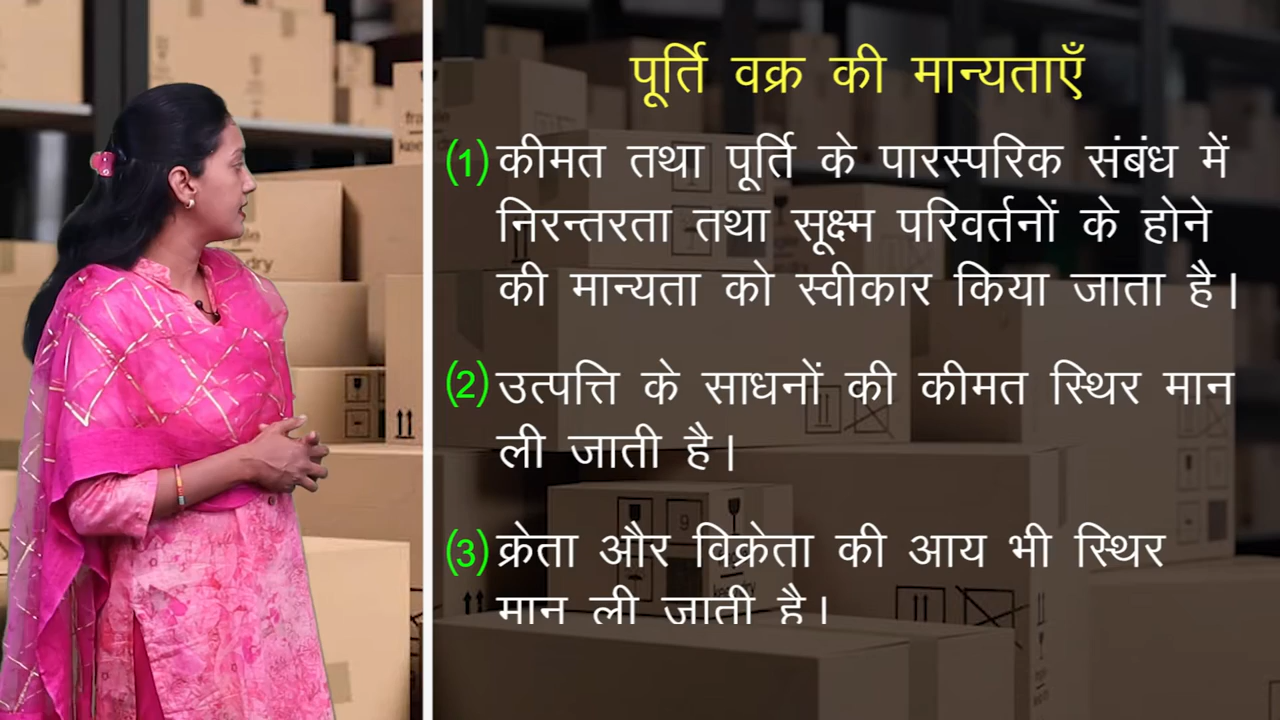 पूर्ति वक्र की मान्यताएँ
(1) कीमत तथा पूर्ति के पारस्परिक संबंध में
निरन्तरता तथा सूक्ष्म परिवर्तनों के होने
की मान्यता को स्वीकार किया जाता है।
(2) उत्पत्ति के साधनों की कीमत स्थिर मान
ली जाती है।
(3) क्रेता और विक्रेता की आय भी स्थिर
मान ली जाती है।